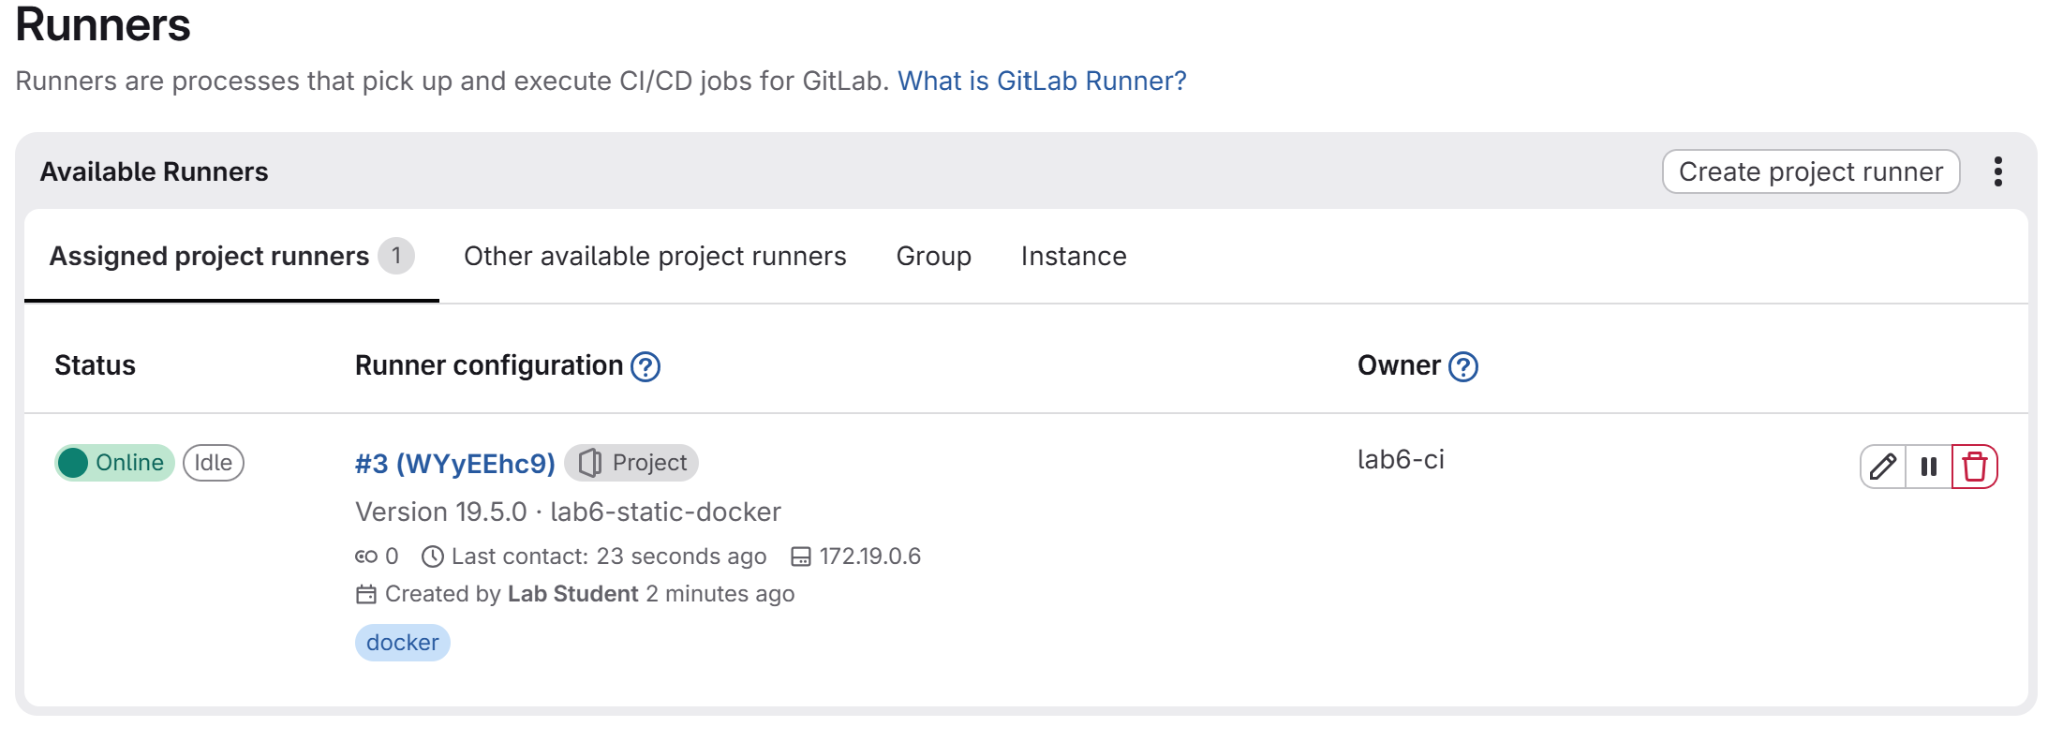 Runners
Runners are processes that pick up and execute CI/CD jobs for GitLab. What is GitLab Runner?
Available Runners Create project runner
Assigned project runners 1 Other available project runners Group Instance
Status Runner configuration ? Owner ?
Online Idle #3 (WYyEEhc9) Project lab6-ci
Version 19.5.0 · lab6-static-docker
0 Last contact: 23 seconds ago 172.19.0.6
Created by Lab Student 2 minutes ago
docker